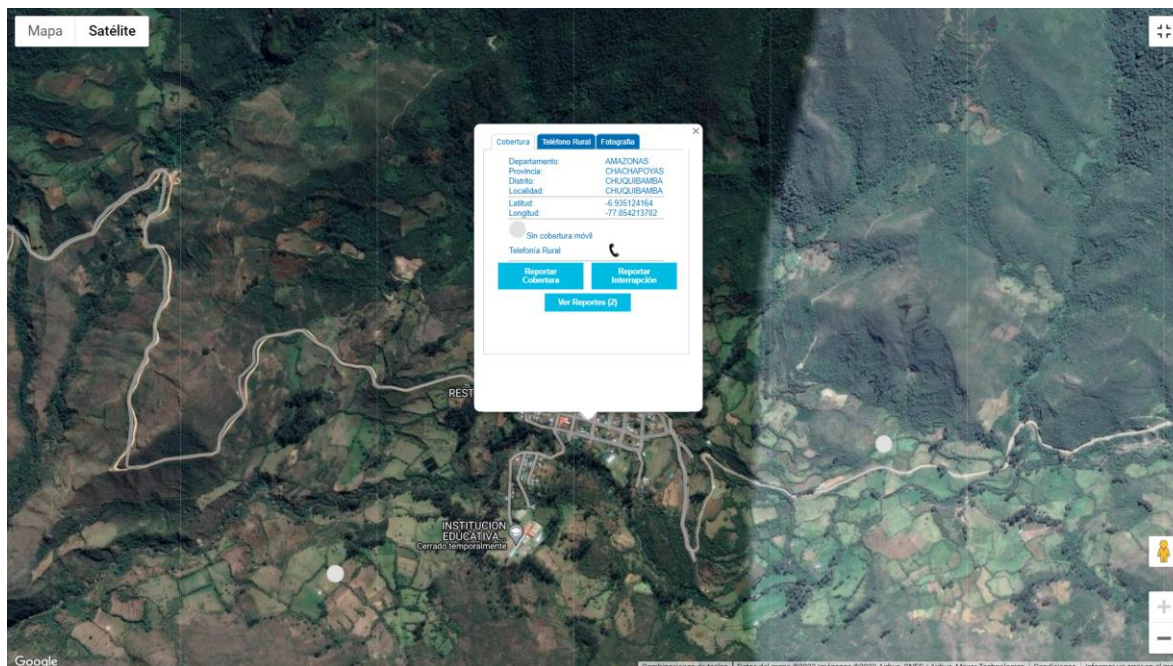 Mapa Satélite
Cobertura Teléfono Rural Fotografía
Departamento: AMAZONAS
Provincia: CHACHAPOYAS
Distrito: CHUQUIBAMBA
Localidad: CHUQUIBAMBA
Latitud: -6.935124164
Longitud: -77.854213702
Sin cobertura móvil
Telefonía Rural
Reportar Reportar
Cobertura Interrupción
Ver Reportes (2)
REST
INSTITUCION
EDUCATIVA...
Cerrado temporalmente
Google